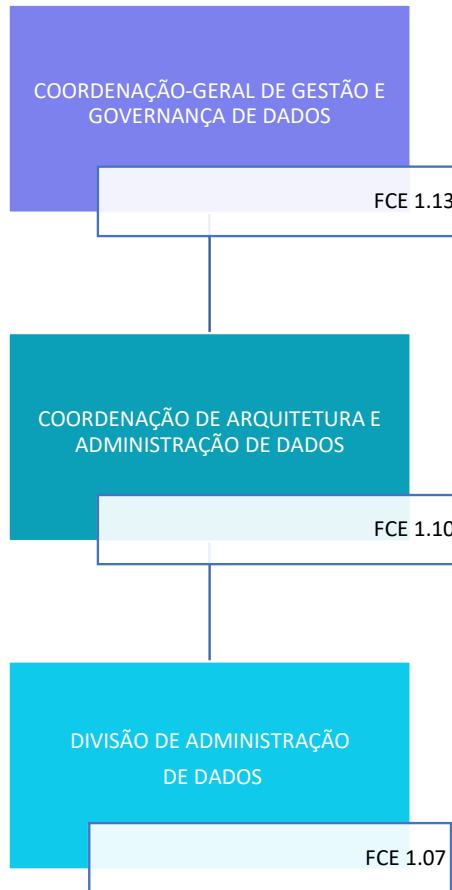 COORDENAÇÃO-GERAL DE GESTÃO E
GOVERNANÇA DE DADOS
FCE 1.13
COORDENAÇÃO DE ARQUITETURA E
ADMINISTRAÇÃO DE DADOS
FCE 1.10
DIVISÃO DE ADMINISTRAÇÃO
DE DADOS
FCE 1.07